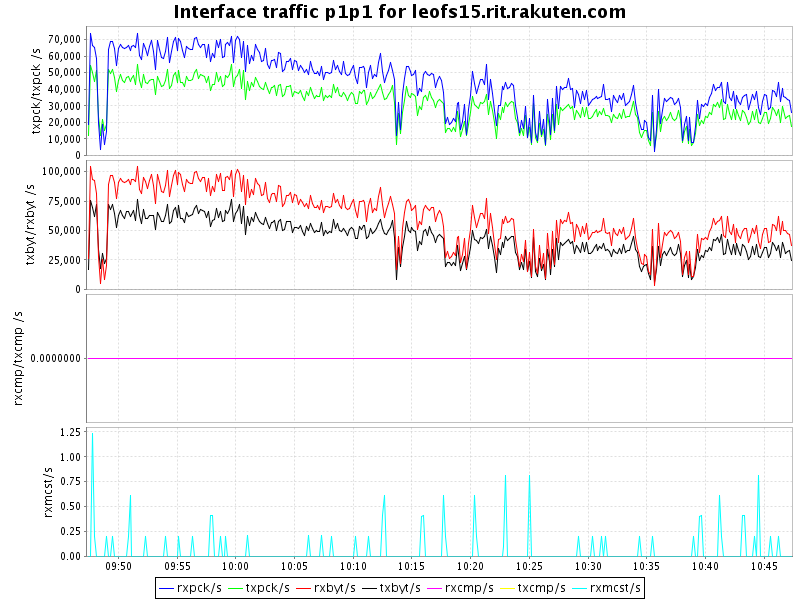 Interface traffic p1p1 for leofs15.rit.rakuten.com
txpck/txpck /s
70,000
60,000
50,000
40,000
30,000
20,000
10,000
0
txbyt/rxbyt /s
100,000
75,000
50,000
25,000
0
rxcmp/txcmp /s
0.0000000
rxmcst/s
1.25
1.00
0.75
0.50
0.25
0.00
09:50 09:55 10:00 10:05 10:10 10:15 10:20 10:25 10:30 10:35 10:40 10:45
rxpck/s txpck/s rxbyt/s txbyt/s rxcmp/s txcmp/s rxmcst/s